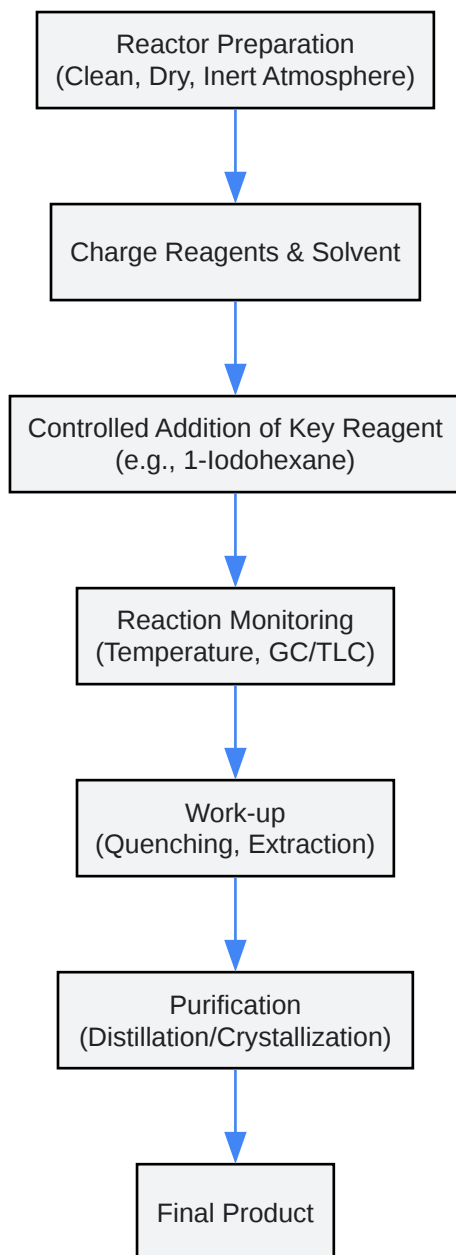 Reactor Preparation
(Clean, Dry, Inert Atmosphere)
Charge Reagents & Solvent
Controlled Addition of Key Reagent
(e.g., 1-Iodohexane)
Reaction Monitoring
(Temperature, GC/TLC)
Work-up
(Quenching, Extraction)
Purification
(Distillation/Crystallization)
Final Product